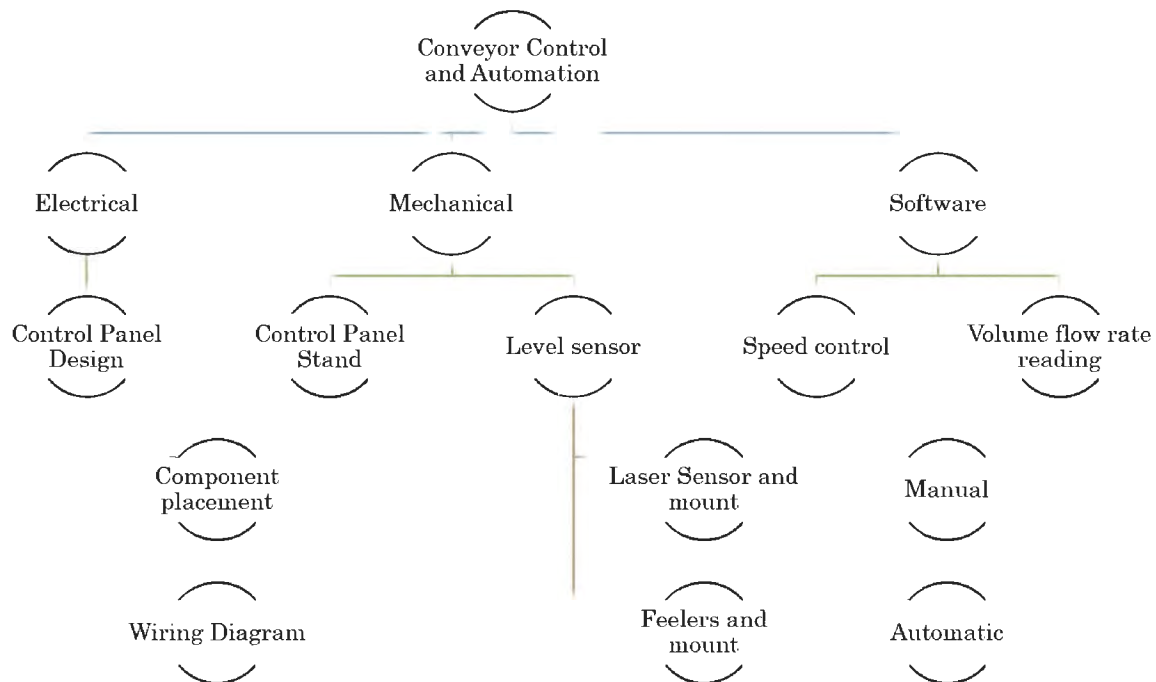 Conveyor Control
and Automation
Electrical
Mechanical
Software
Control Panel
Design
Control Panel
Stand
Level sensor
Speed control
Volume flow rate
reading
Component
placement
Laser Sensor and
mount
Manual
Wiring Diagram
Feelers and
mount
Automatic